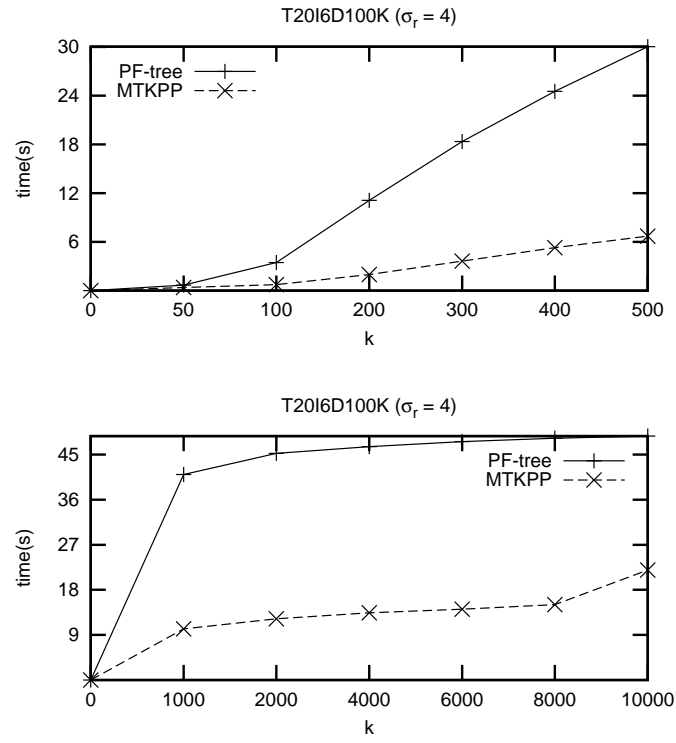 T20I6D100K (σr = 4)
time(s)
30
24
18
12
6
PF-tree
MTKPP
0 50 100 200 300 400 500
k
T20I6D100K (σr = 4)
time(s)
45
36
27
18
9
PF-tree
MTKPP
0 1000 2000 4000 6000 8000 10000
k